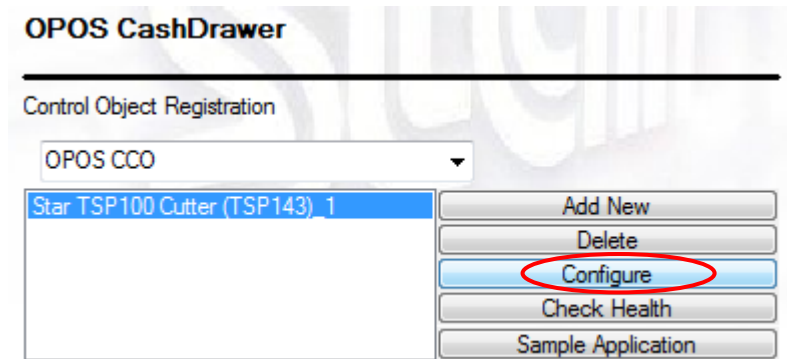 OPOS CashDrawer
Control Object Registration
OPOS CCO
Star TSP100 Cutter (TSP143)_1
Add New
Delete
Configure
Check Health
Sample Application